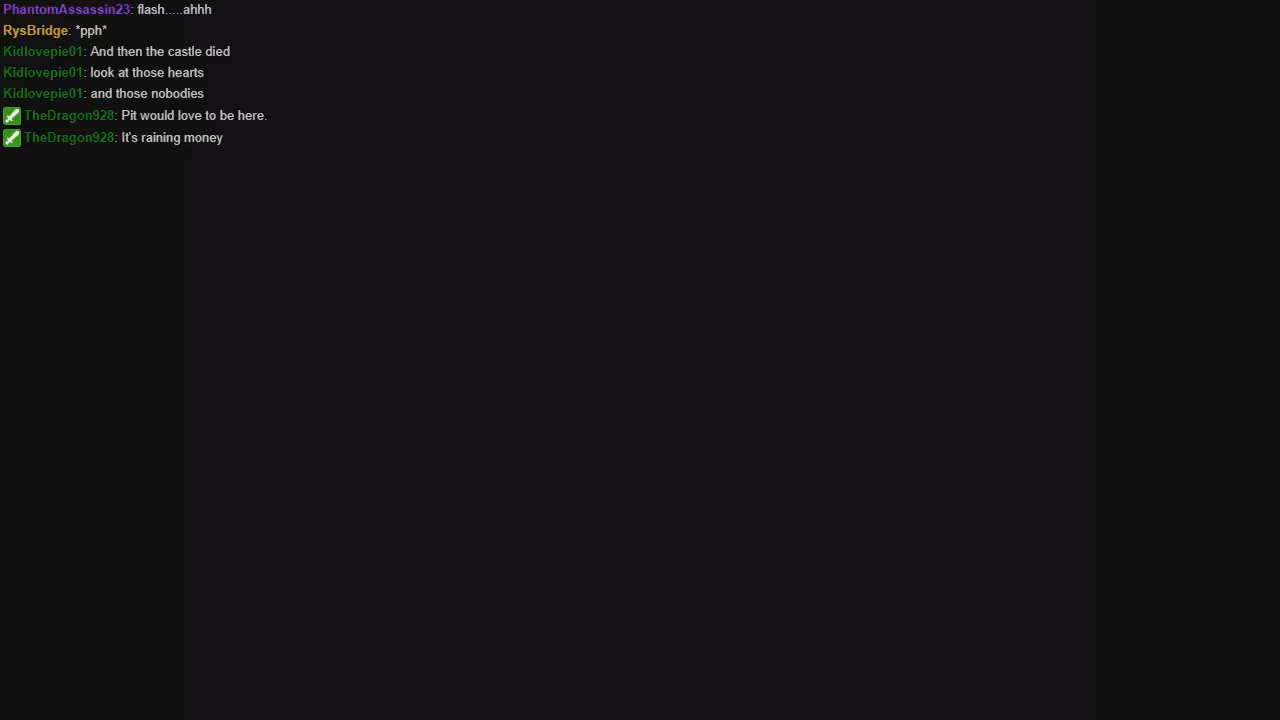 PhantomAssassin23: flash.....ahhh
RysBridge: *pph*
Kidlovepie01: And then the castle died
Kidlovepie01: look at those hearts
Kidlovepie01: and those nobodies
TheDragon928: Pit would love to be here.
TheDragon928: It's raining money